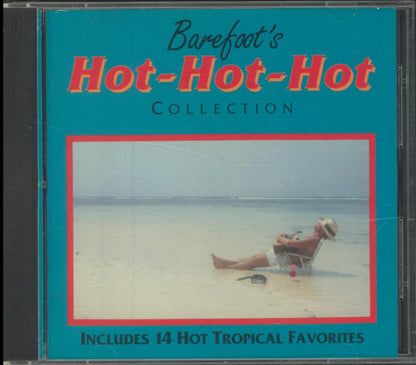 Barefoot's
Hot-Hot-Hot
COLLECTION
INCLUDES 14 HOT TROPICAL FAVORITES